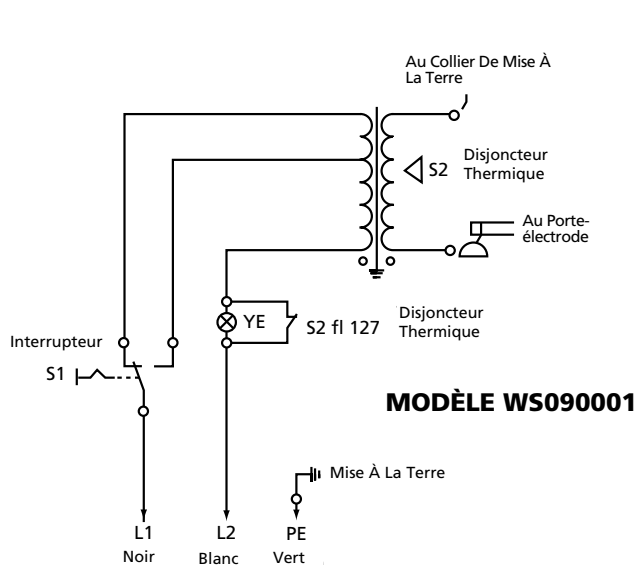 Au Collier De Mise À
La Terre
S2
Disjoncteur
Thermique
Au Porte-
électrode
YE
S2 fl 127
Disjoncteur
Thermique
Interrupteur
S1
MODÈLE WS090001
Mise À La Terre
L1
L2
PE
Noir
Blanc
Vert